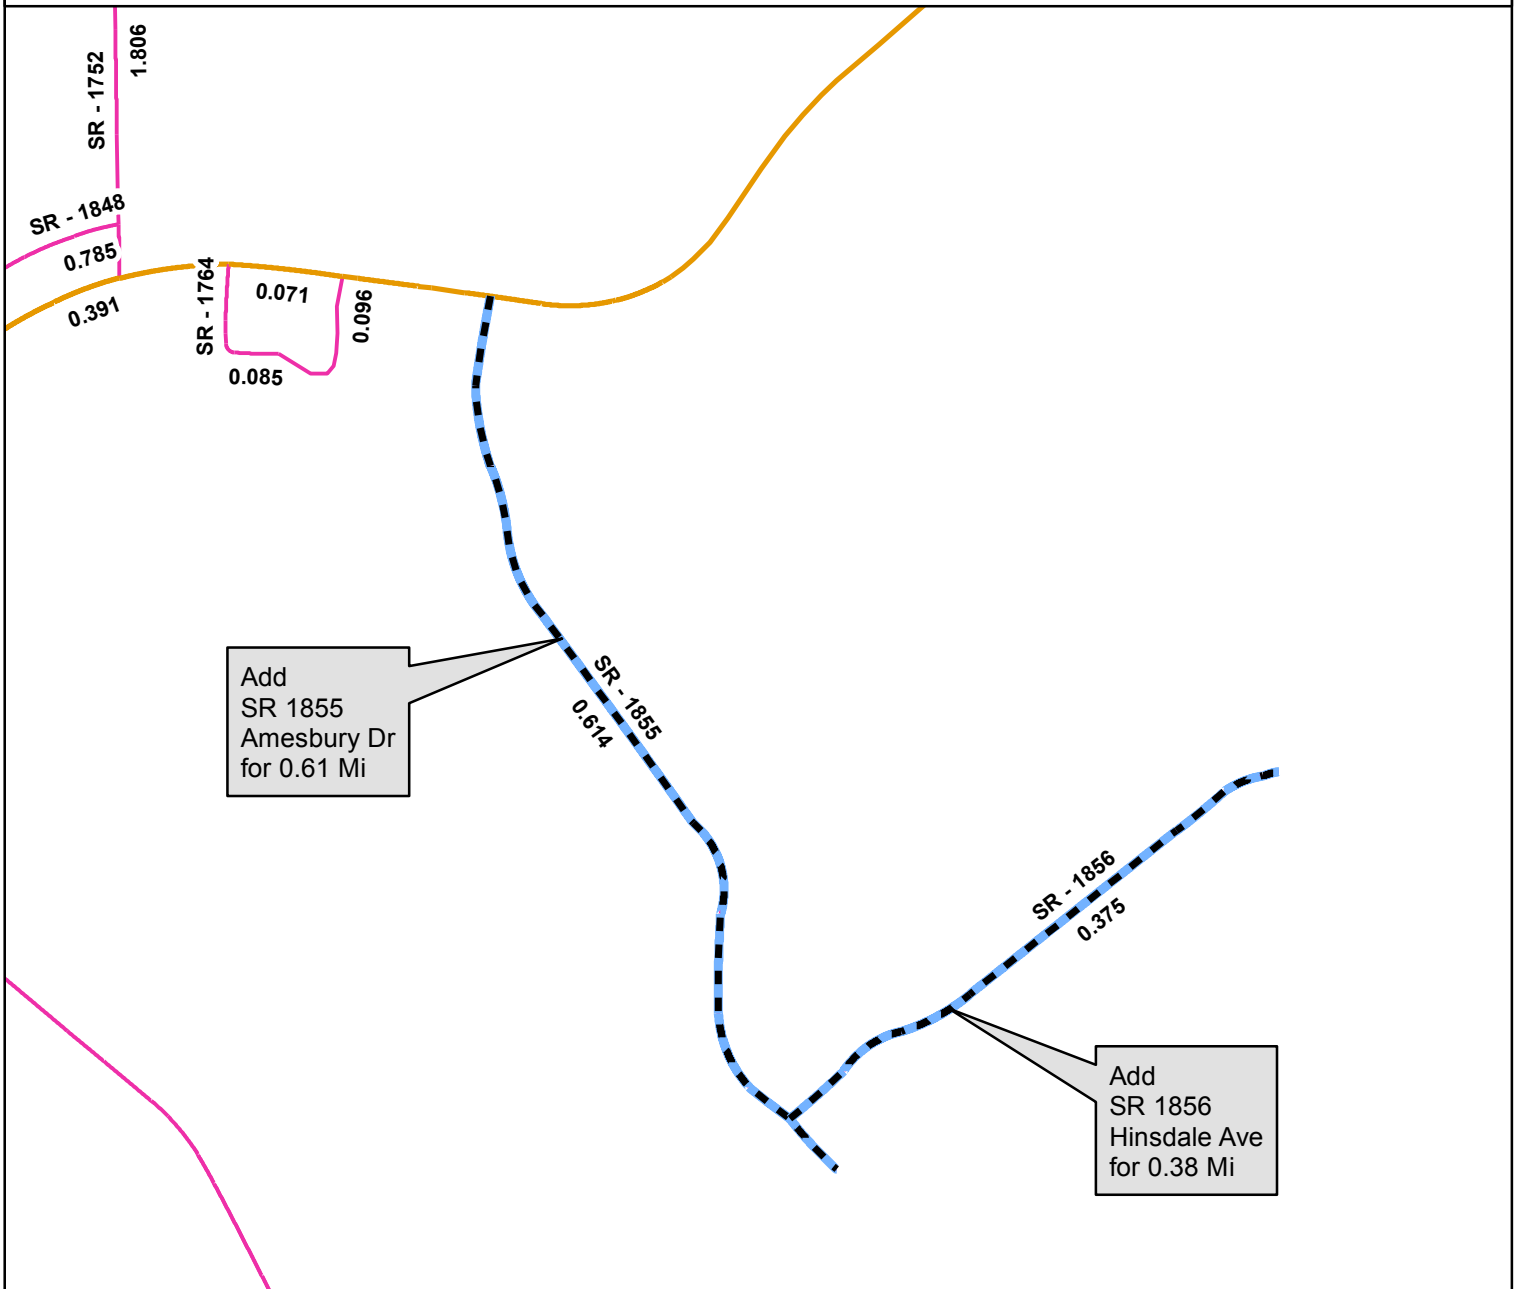 1.806
SR - 1752
SR - 1848
0.785
0.391
SR - 1764
0.071
0.096
0.085
Add
SR 1855
Amesbury Dr
for 0.61 Mi
SR - 1855
0.614
SR - 1856
0.375
Add
SR 1856
Hinsdale Ave
for 0.38 Mi